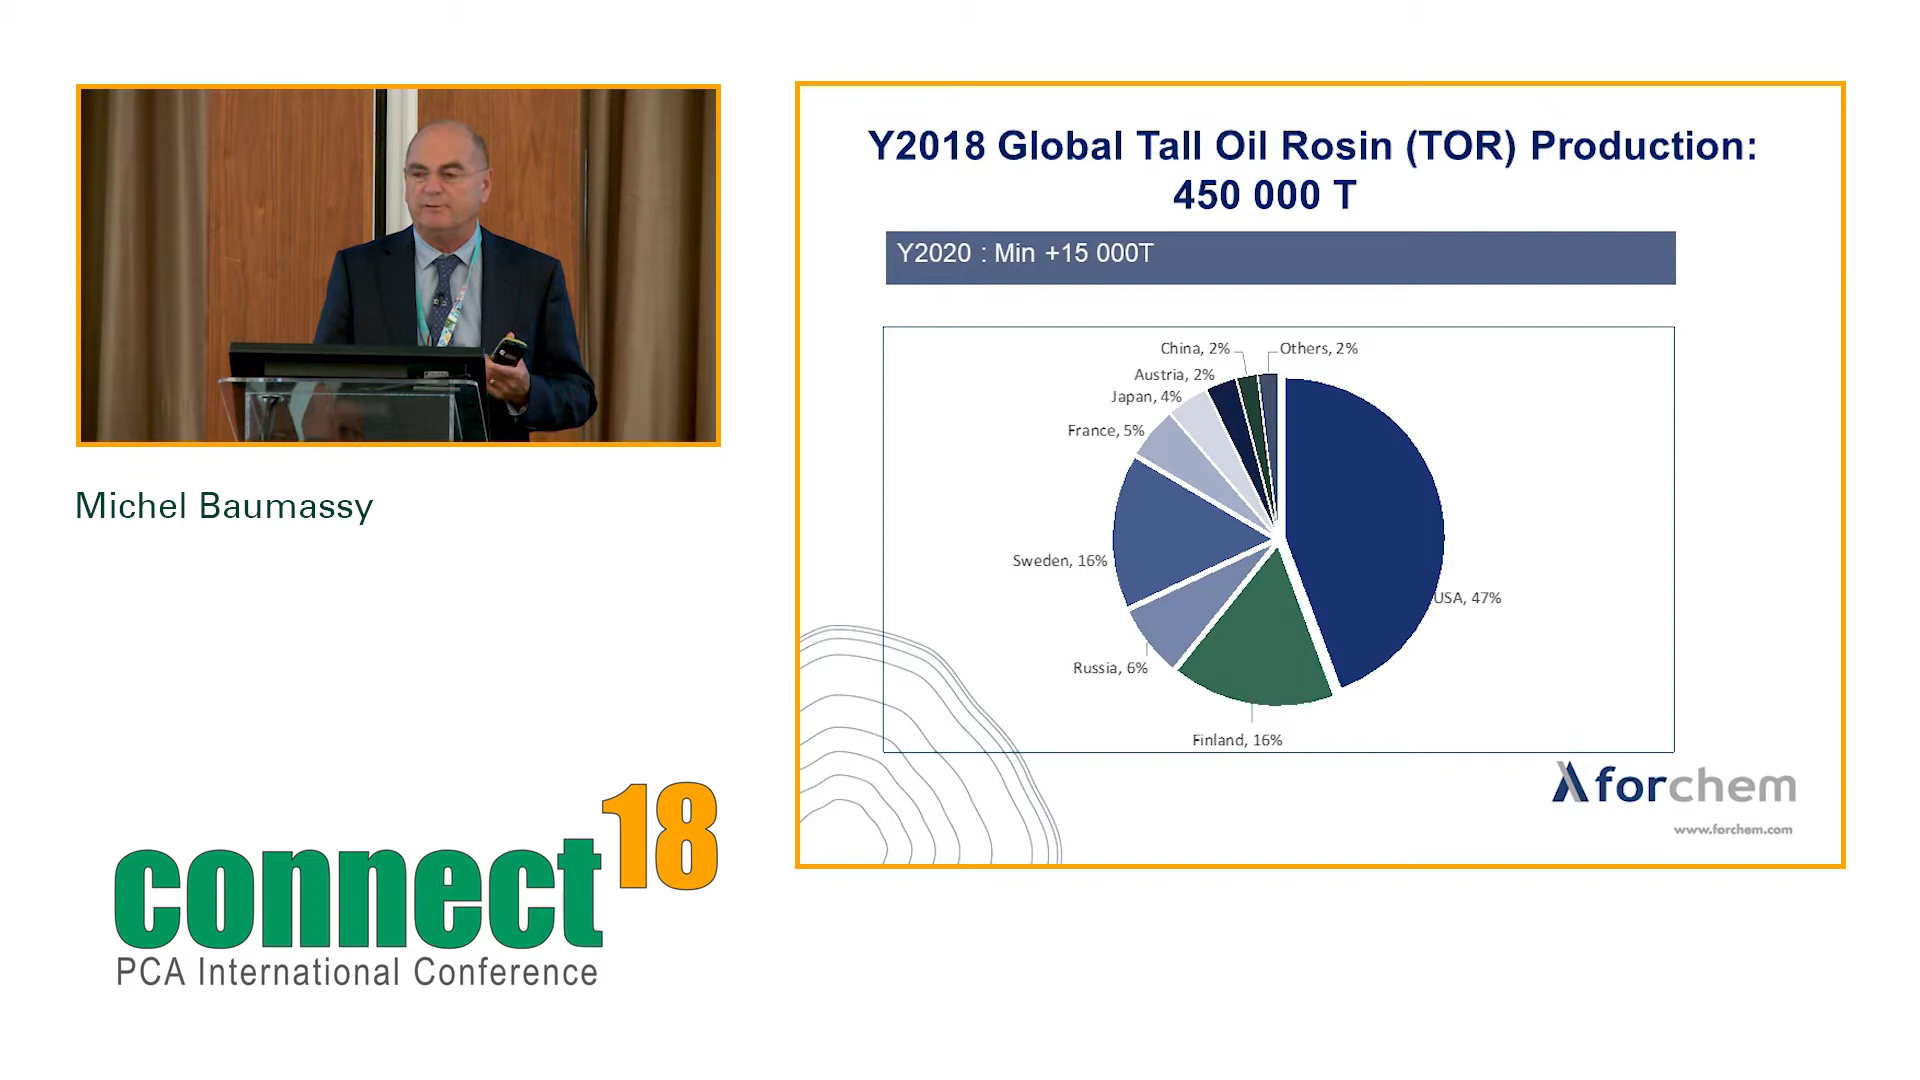 Y2018 Global Tall Oil Rosin (TOR) Production:
450 000 T
Y2020 : Min +15 000T
China, 2%
Others, 2%
Austria, 2%
Japan, 4%
France, 5%
Sweden, 16%
USA, 47%
Russia, 6%
Finland, 16%
forchem
www.forchem.com
Michel Baumassy
connect18
PCA International Conference